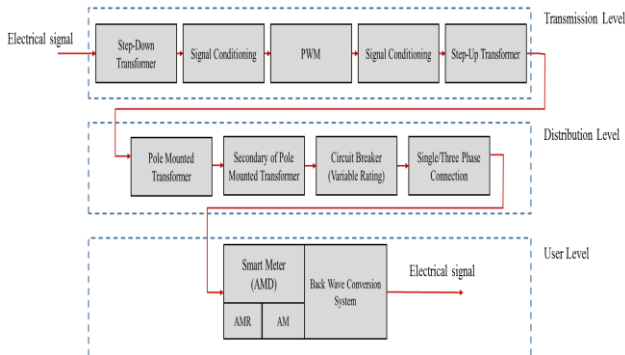 Transmission Level
Electrical signal
Step-Down
Transformer
Signal Conditioning
PWM
Signal Conditioning
Step-Up Transformer
Distribution Level
Pole Mounted
Transformer
Secondary of Pole
Mounted Transformer
Circuit Breaker
(Variable Rating)
Single/Three Phase
Connection
User Level
Smart Meter
(AMD)
AMR
AM
Back Wave Conversion
System
Electrical signal